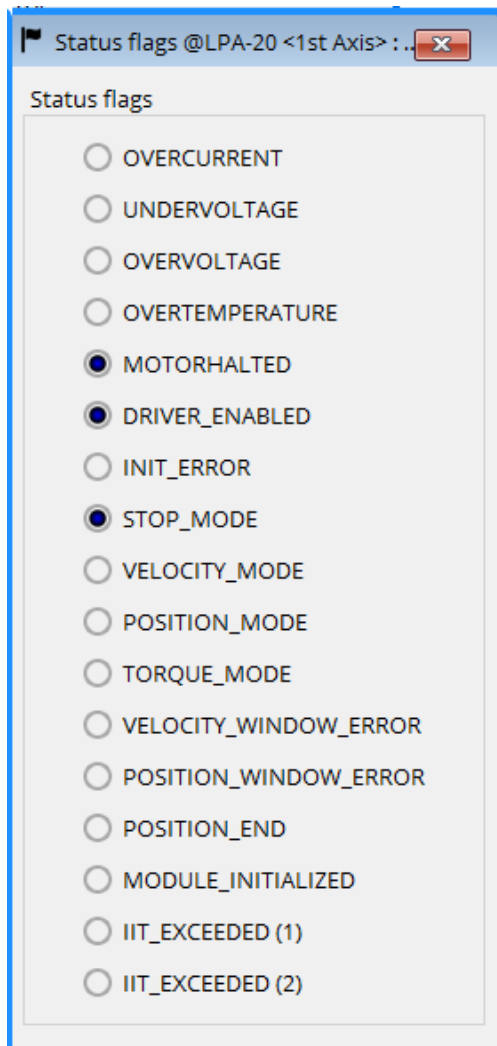 Status flags @LPA-20 <1st Axis> : ..
Status flags
OVERCURRENT
UNDERVOLTAGE
OVERVOLTAGE
OVERTEMPERATURE
MOTORHALTED
DRIVER_ENABLED
INIT_ERROR
STOP_MODE
VELOCITY_MODE
POSITION_MODE
TORQUE_MODE
VELOCITY_WINDOW_ERROR
POSITION_WINDOW_ERROR
POSITION_END
MODULE_INITIALIZED
IIT_EXCEEDED (1)
IIT_EXCEEDED (2)